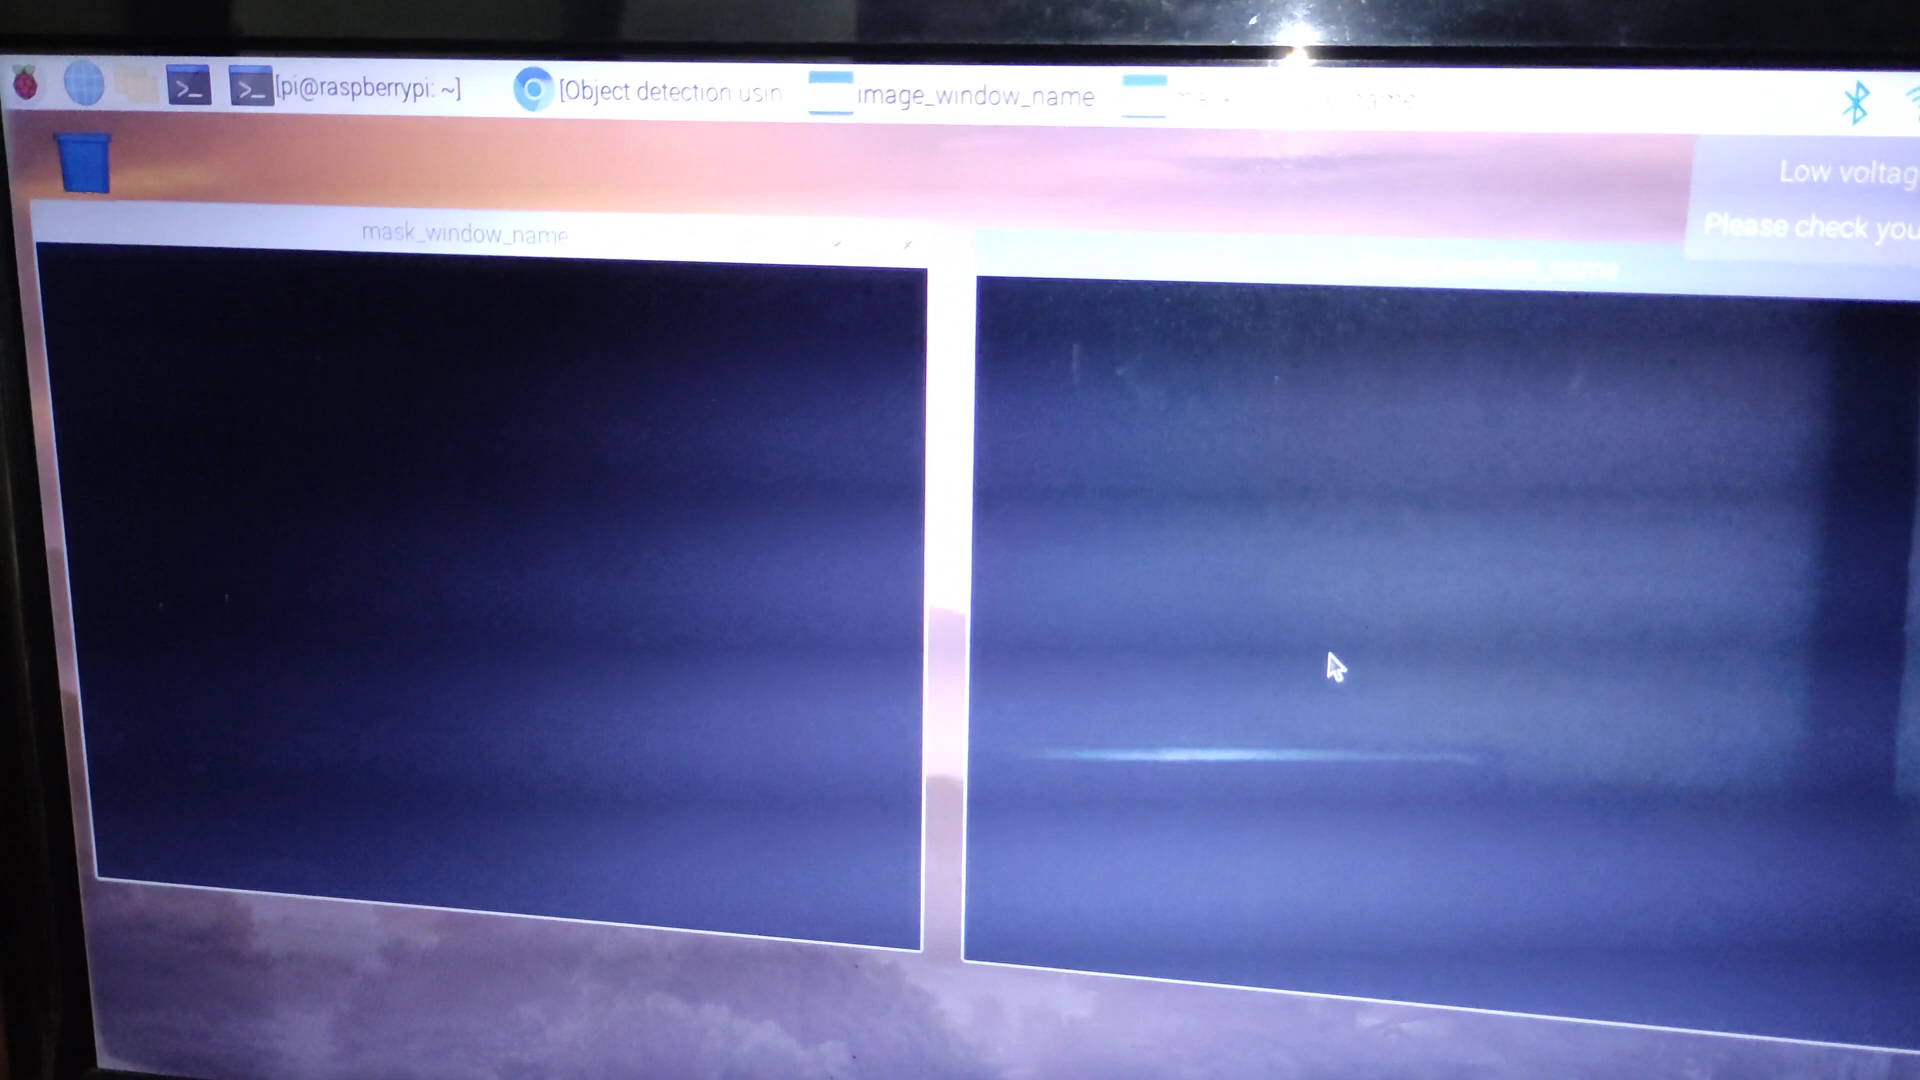 [pi@raspberrypi: ~]
[Object detection usin
image_window_name
Low voltag
Please check you
mask_window_name